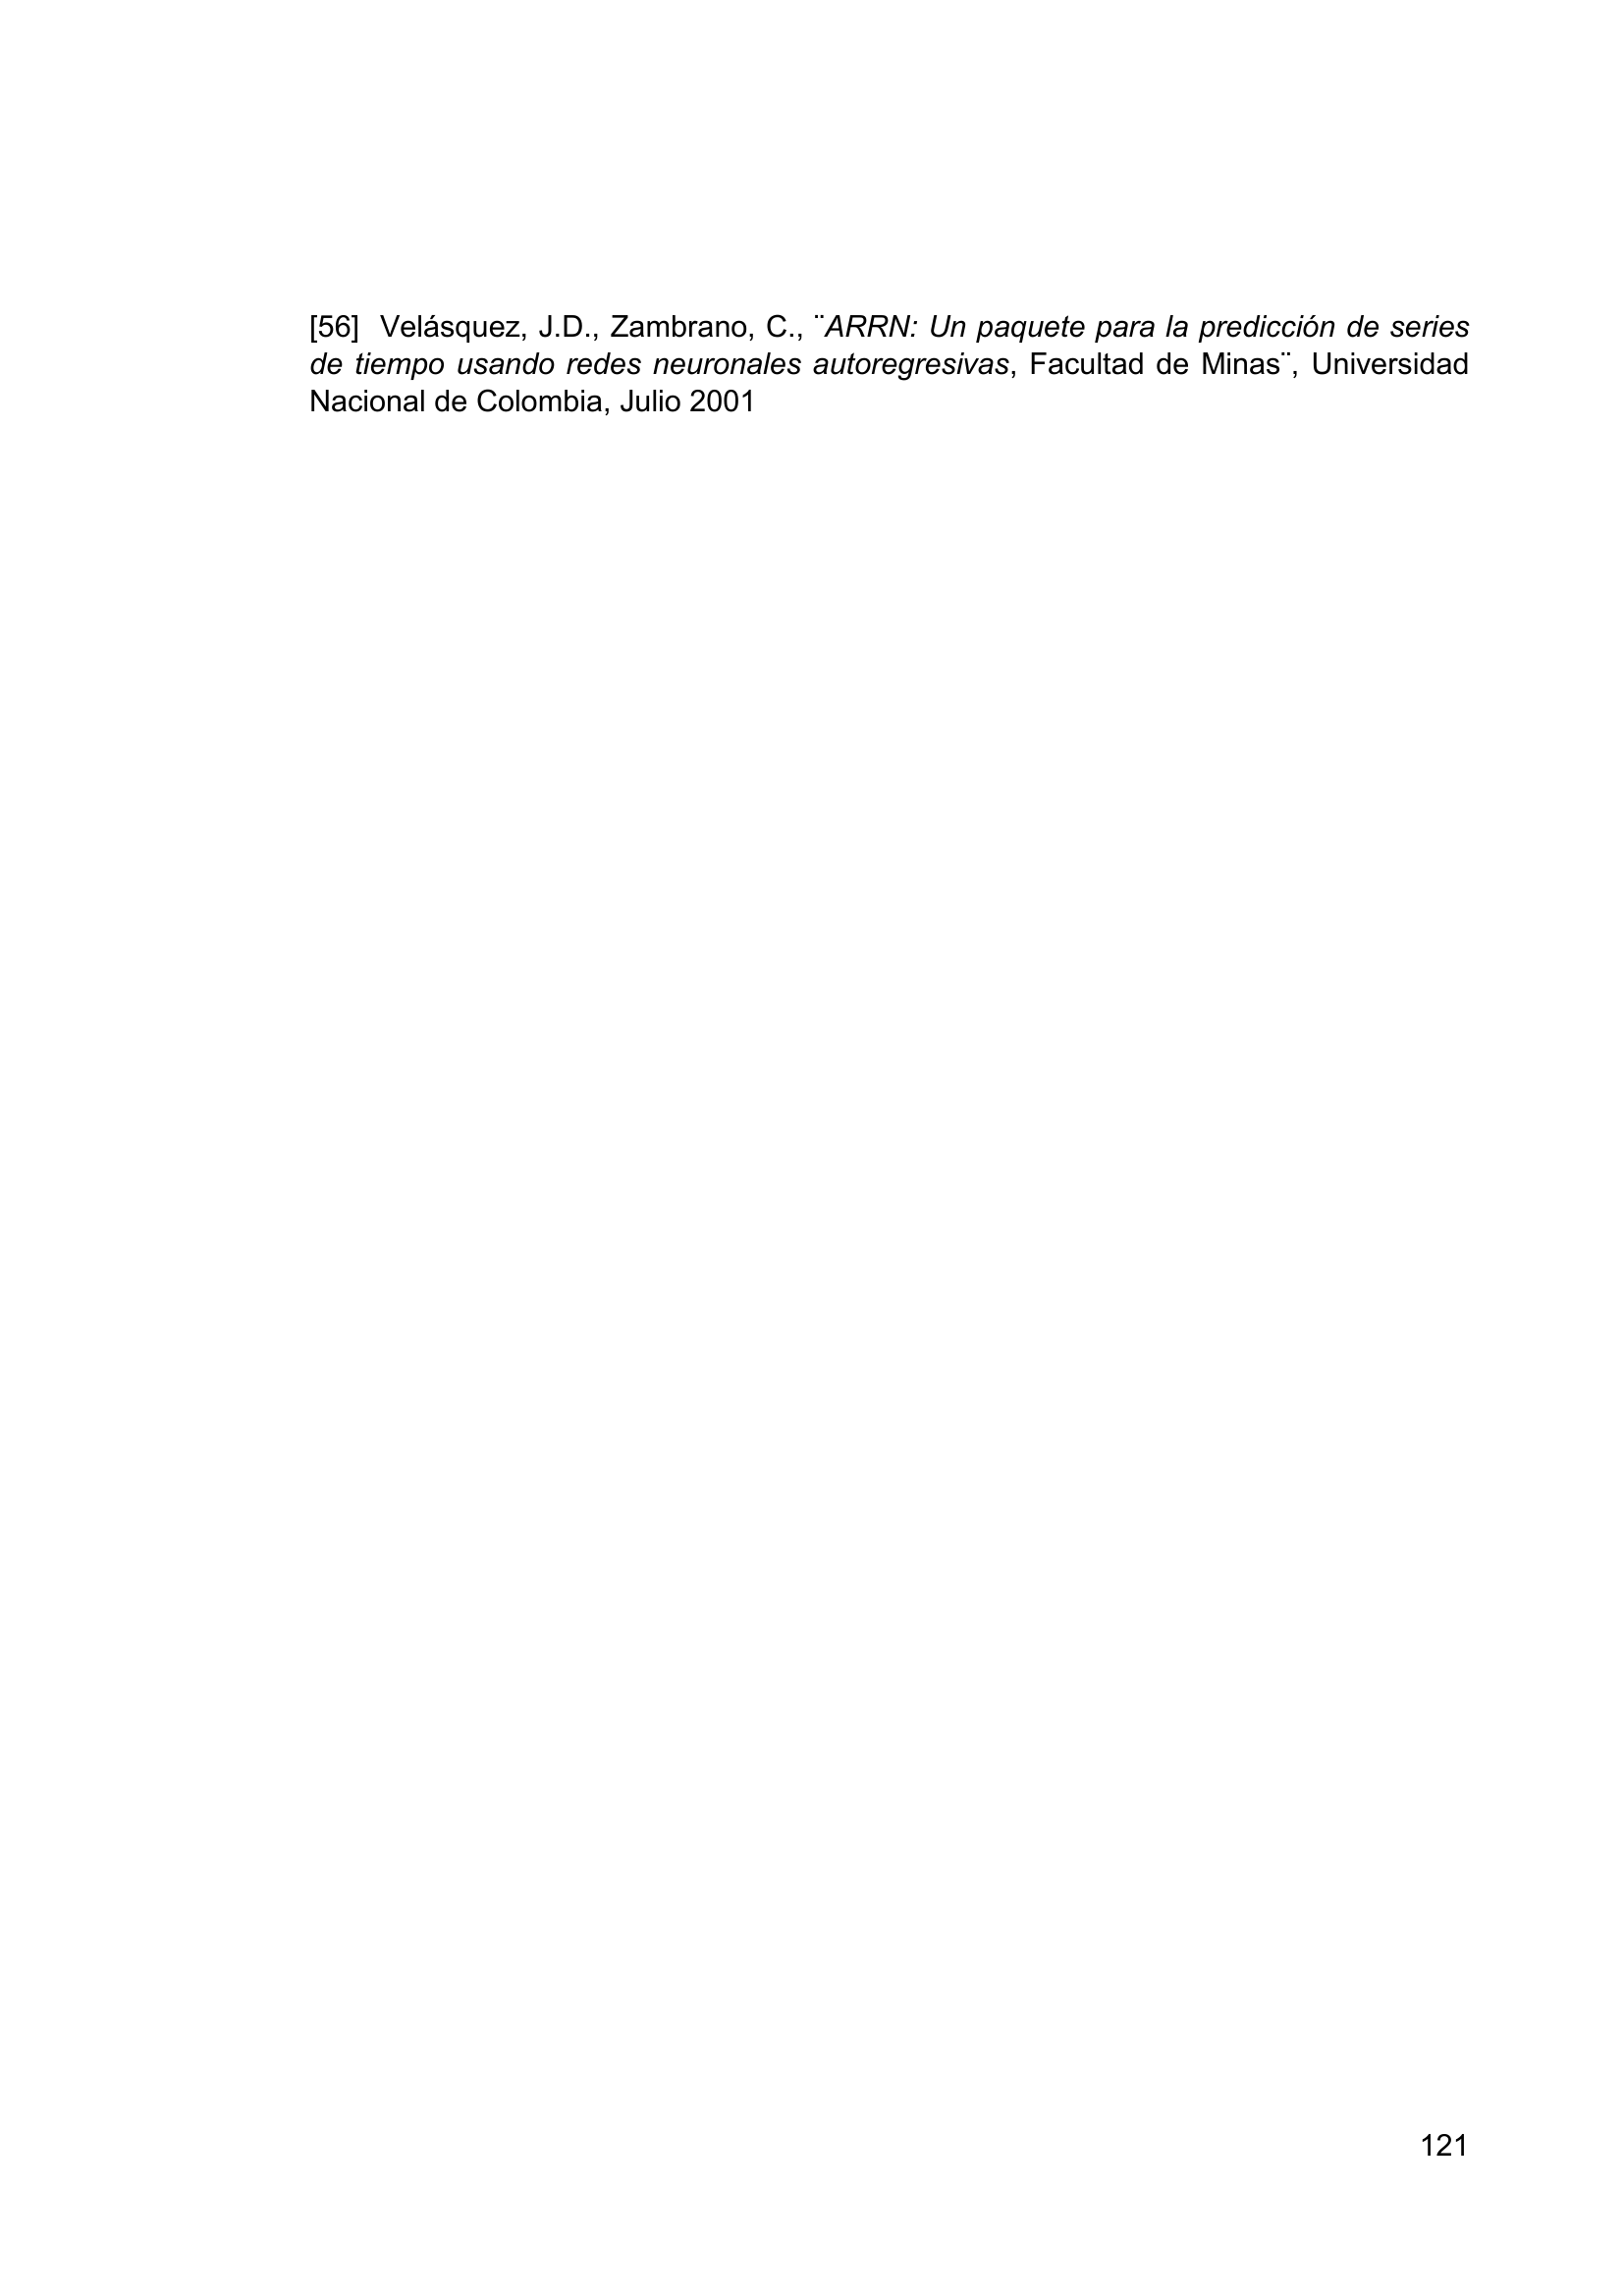 [56] Velásquez, J.D., Zambrano, C., ¨ARRN: Un paquete para la predicción de series
de tiempo usando redes neuronales autoregresivas, Facultad de Minas¨, Universidad
Nacional de Colombia, Julio 2001
121